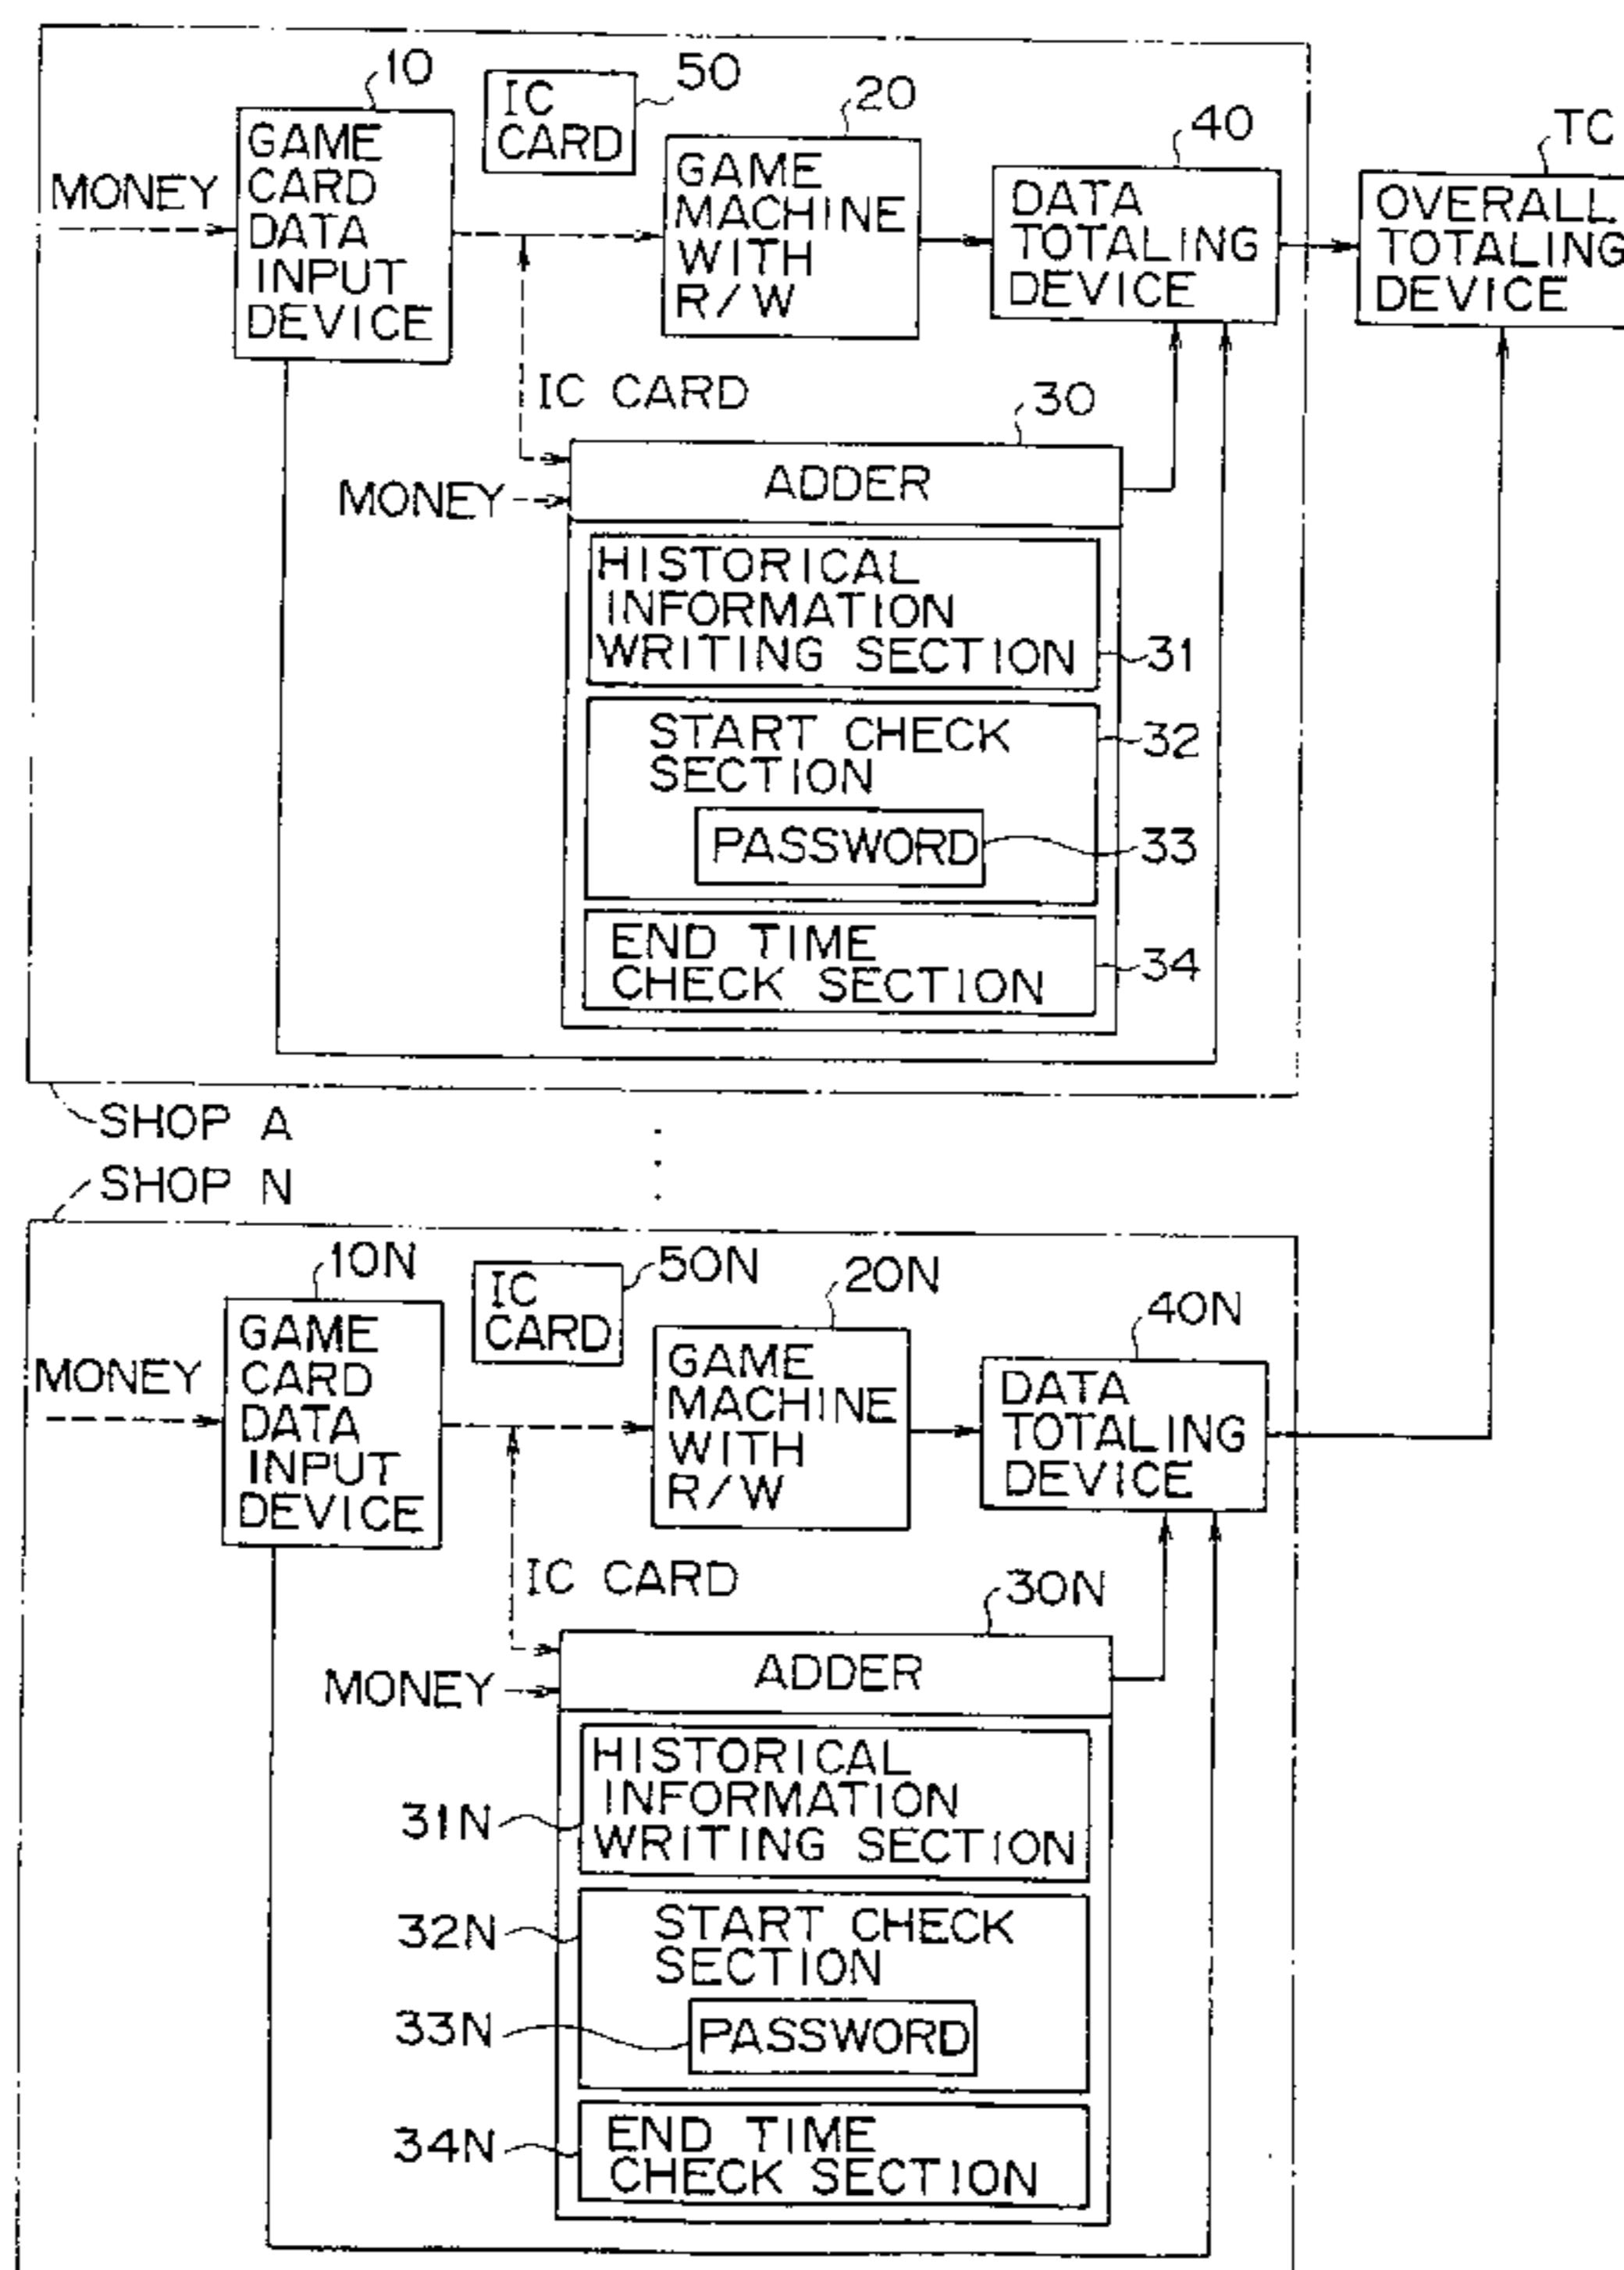 10
IC
CARD
50
20
40
TC
GAME
CARD
DATA
INPUT
DEVICE
MONEY
GAME
MACHINE
WITH
R/W
DATA
TOTALING
DEVICE
OVERALL
TOTALING
DEVICE
IC CARD
30
MONEY
ADDER
HISTORICAL
INFORMATION
WRITING SECTION
31
START CHECK
SECTION
32
PASSWORD
33
END TIME
CHECK SECTION
34
SHOP A
SHOP N
10N
IC
CARD
50N
20N
40N
GAME
CARD
DATA
INPUT
DEVICE
MONEY
GAME
MACHINE
WITH
R/W
DATA
TOTALING
DEVICE
IC CARD
30N
MONEY
ADDER
HISTORICAL
INFORMATION
WRITING SECTION
31N
START CHECK
SECTION
32N
PASSWORD
33N
END TIME
CHECK SECTION
34N